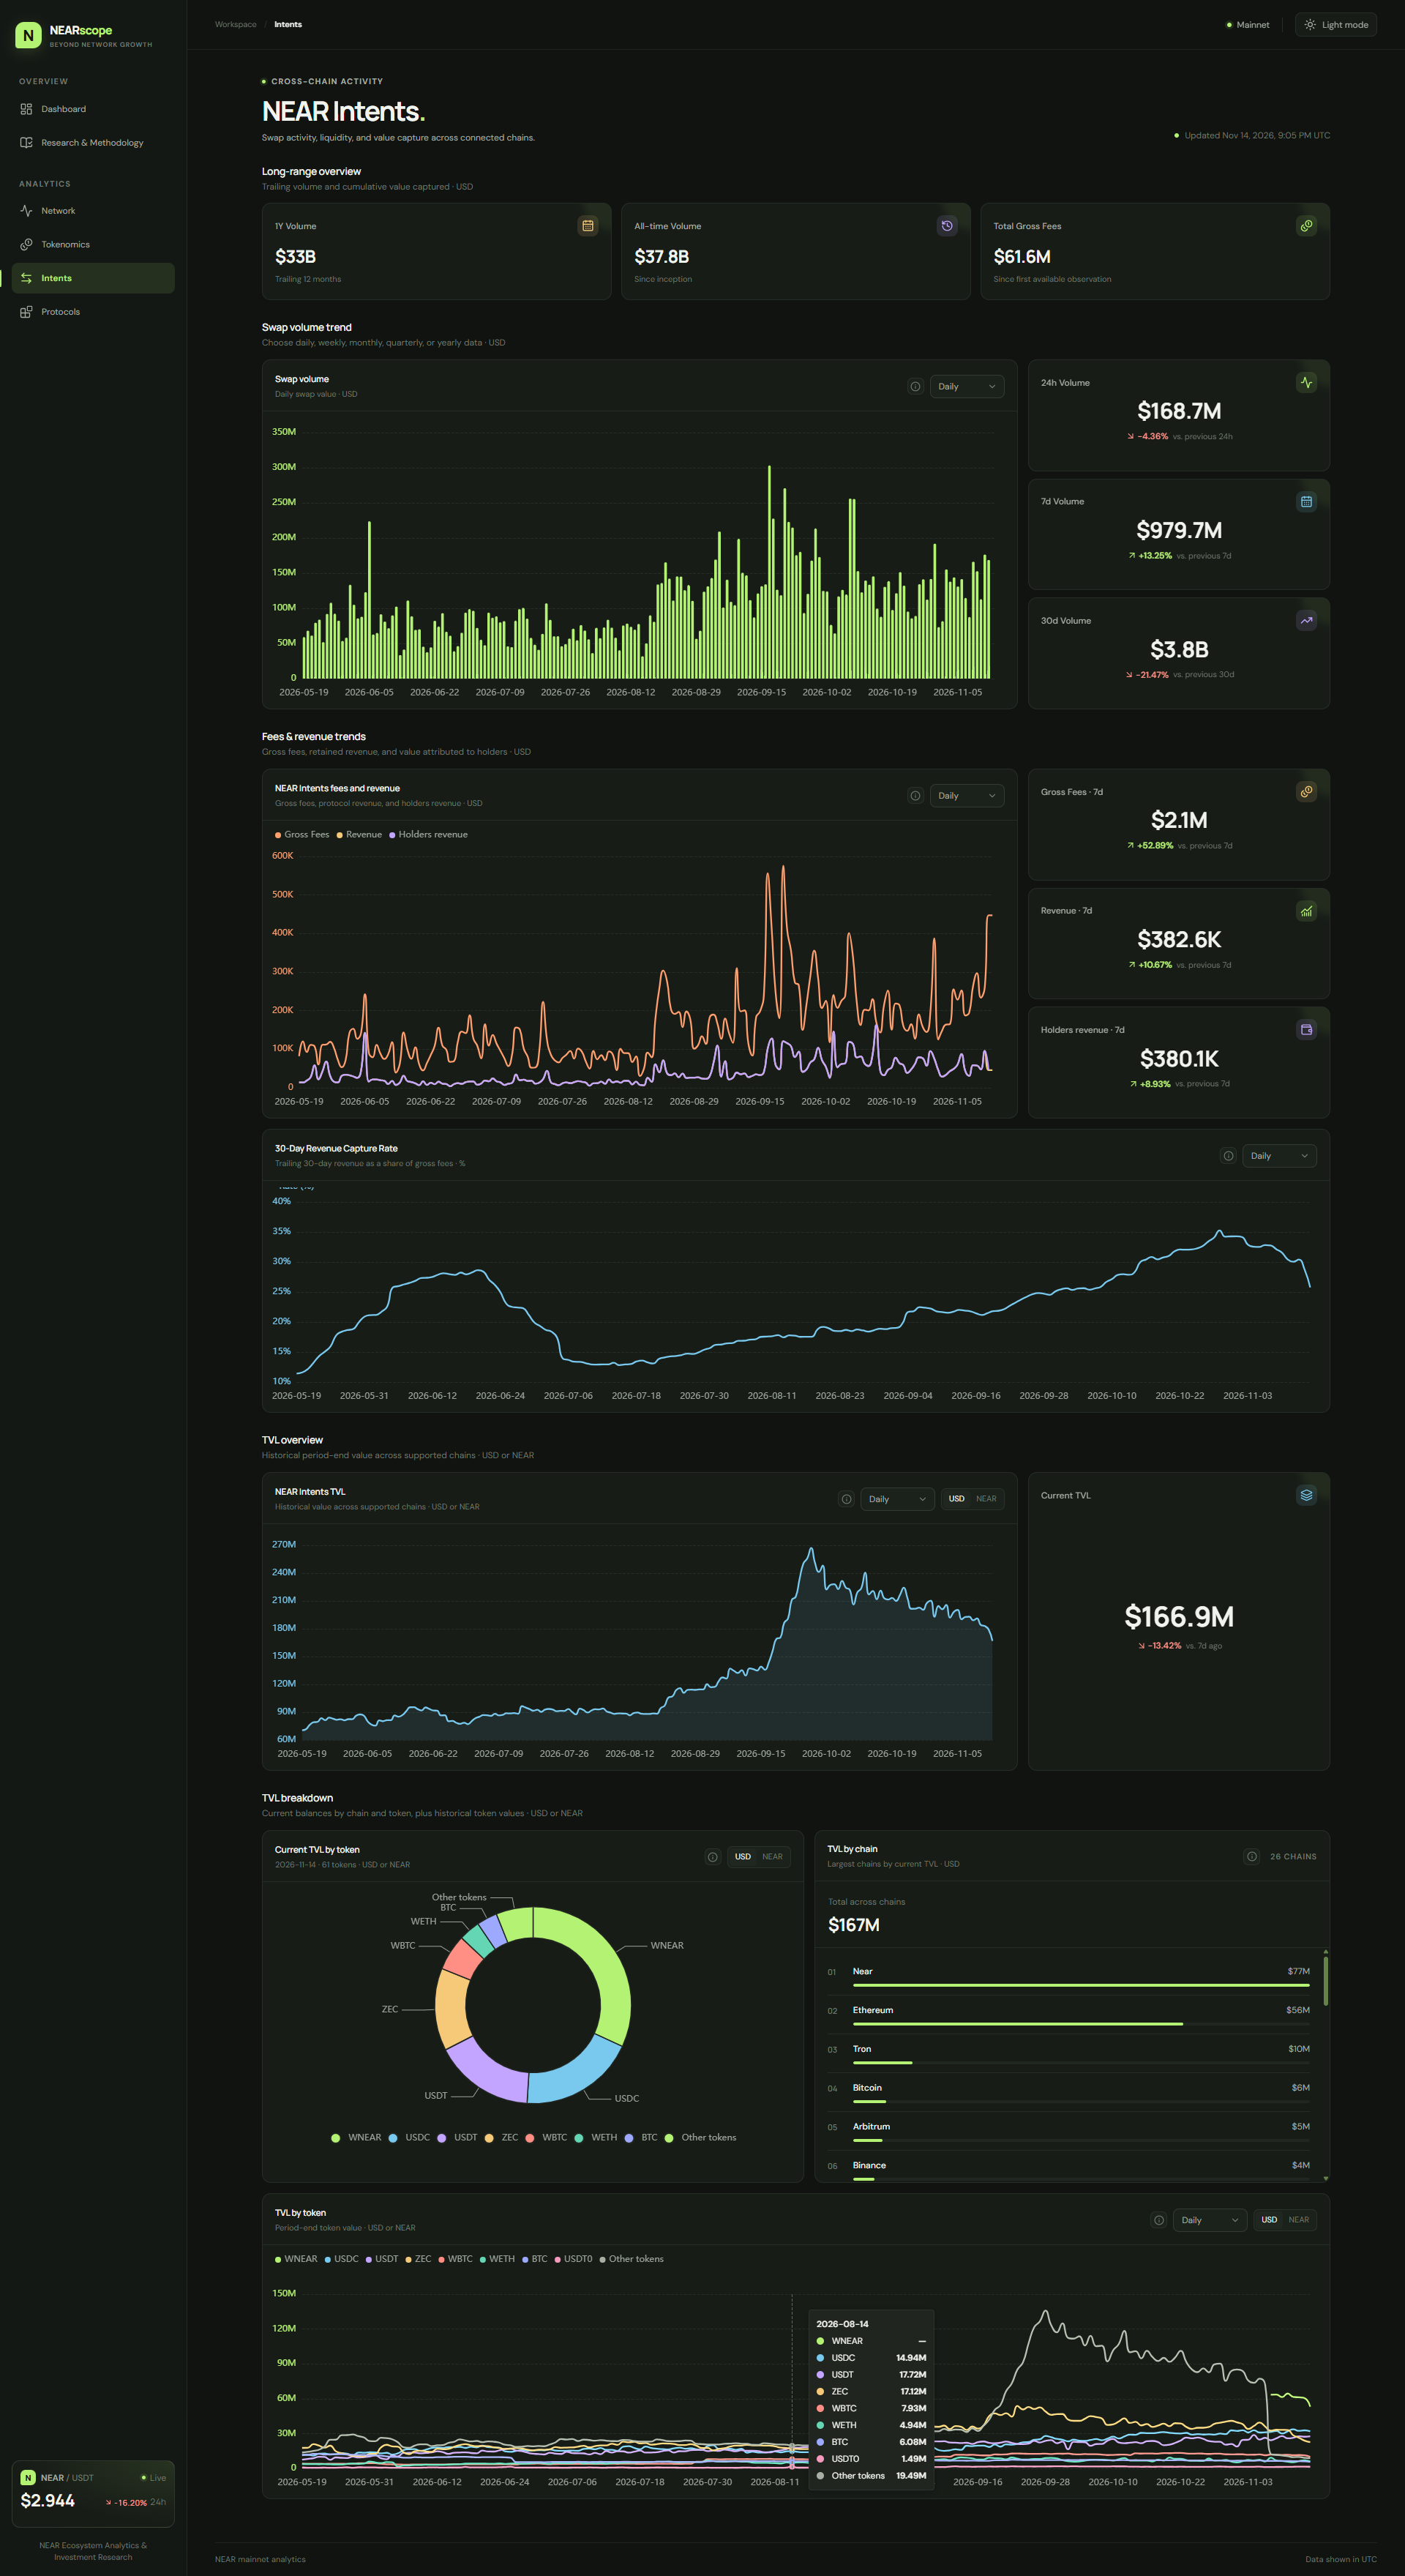 N NEARscope
BEYOND NETWORK GROWTH
OVERVIEW
Dashboard
Research & Methodology
ANALYTICS
Network
Tokenomics
Intents
Protocols
Workspace / Intents
Mainnet
Light mode
CROSS-CHAIN ACTIVITY
NEAR Intents.
Swap activity, liquidity, and value capture across connected chains.
Updated Nov 14, 2026, 9:05 PM UTC
Long-range overview
Trailing volume and cumulative value captured · USD
1Y Volume
$33B
Trailing 12 months
All-time Volume
$37.8B
Since inception
Total Gross Fees
$61.6M
Since first available observation
Swap volume trend
Choose daily, weekly, monthly, quarterly, or yearly data · USD
Swap volume
Daily swap value · USD
Daily
350M
300M
250M
200M
150M
100M
50M
0
2026-05-19 2026-06-05 2026-06-22 2026-07-09 2026-07-26 2026-08-12 2026-08-29 2026-09-15 2026-10-02 2026-10-19 2026-11-05
24h Volume
$168.7M
-4.36% vs. previous 24h
7d Volume
$979.7M
+13.25% vs. previous 7d
30d Volume
$3.8B
-21.47% vs. previous 30d
Fees & revenue trends
Gross fees, retained revenue, and value attributed to holders · USD
NEAR Intents fees and revenue
Gross fees, protocol revenue, and holders revenue · USD
Daily
Gross Fees Revenue Holders revenue
600K
500K
400K
300K
200K
100K
0
2026-05-19 2026-06-05 2026-06-22 2026-07-09 2026-07-26 2026-08-12 2026-08-29 2026-09-15 2026-10-02 2026-10-19 2026-11-05
Gross Fees · 7d
$2.1M
+52.89% vs. previous 7d
Revenue · 7d
$382.6K
+10.67% vs. previous 7d
Holders revenue · 7d
$380.1K
+8.93% vs. previous 7d
30-Day Revenue Capture Rate
Trailing 30-day revenue as a share of gross fees · %
Daily
40%
35%
30%
25%
20%
15%
10%
2026-05-19 2026-05-31 2026-06-12 2026-06-24 2026-07-06 2026-07-18 2026-07-30 2026-08-11 2026-08-23 2026-09-04 2026-09-16 2026-09-28 2026-10-10 2026-10-22 2026-11-03
TVL overview
Historical period-end value across supported chains · USD or NEAR
NEAR Intents TVL
Historical value across supported chains · USD or NEAR
Daily
USD NEAR
270M
240M
210M
180M
150M
120M
90M
60M
2026-05-19 2026-06-05 2026-06-22 2026-07-09 2026-07-26 2026-08-12 2026-08-29 2026-09-15 2026-10-02 2026-10-19 2026-11-05
Current TVL
$166.9M
-13.42% vs. 7d ago
TVL breakdown
Current balances by chain and token, plus historical token values · USD or NEAR
Current TVL by token
2026-11-14 · 61 tokens · USD or NEAR
USD NEAR
Other tokens
BTC
WETH
WBTC
WNEAR
ZEC
USDT
USDC
WNEAR USDC USDT ZEC WBTC WETH BTC Other tokens
TVL by chain
Largest chains by current TVL · USD
26 CHAINS
Total across chains
$167M
01 Near $77M
02 Ethereum $56M
03 Tron $10M
04 Bitcoin $6M
05 Arbitrum $5M
06 Binance $4M
TVL by token
Period-end token value · USD or NEAR
Daily
USD NEAR
WNEAR USDC USDT ZEC WBTC WETH BTC USDT0 Other tokens
150M
120M
90M
60M
30M
0
2026-05-19 2026-05-31 2026-06-12 2026-06-24 2026-07-06 2026-07-18 2026-07-30 2026-08-11 2026-09-16 2026-09-28 2026-10-10 2026-10-22 2026-11-03
2026-08-14
WNEAR —
USDC 14.94M
USDT 17.72M
ZEC 17.12M
WBTC 7.93M
WETH 4.94M
BTC 6.08M
USDT0 1.49M
Other tokens 19.49M
N NEAR / USDT
Live
$2.944
-16.20% 24h
NEAR Ecosystem Analytics &
Investment Research
NEAR mainnet analytics
Data shown in UTC